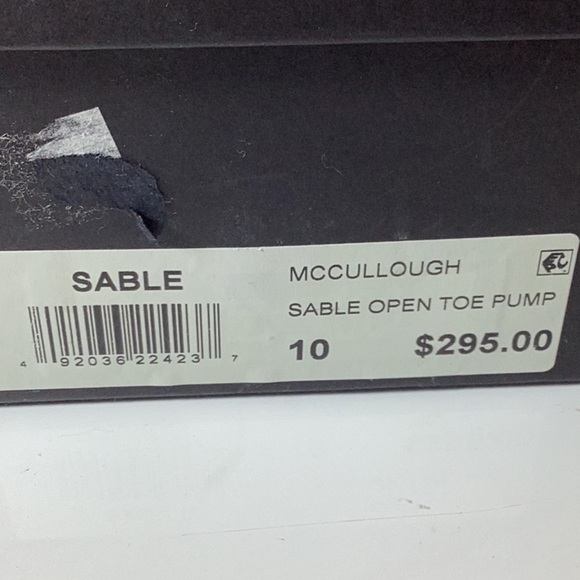 SABLE
4 92036 22423 7
MCCULLOUGH
SABLE OPEN TOE PUMP
10 $295.00